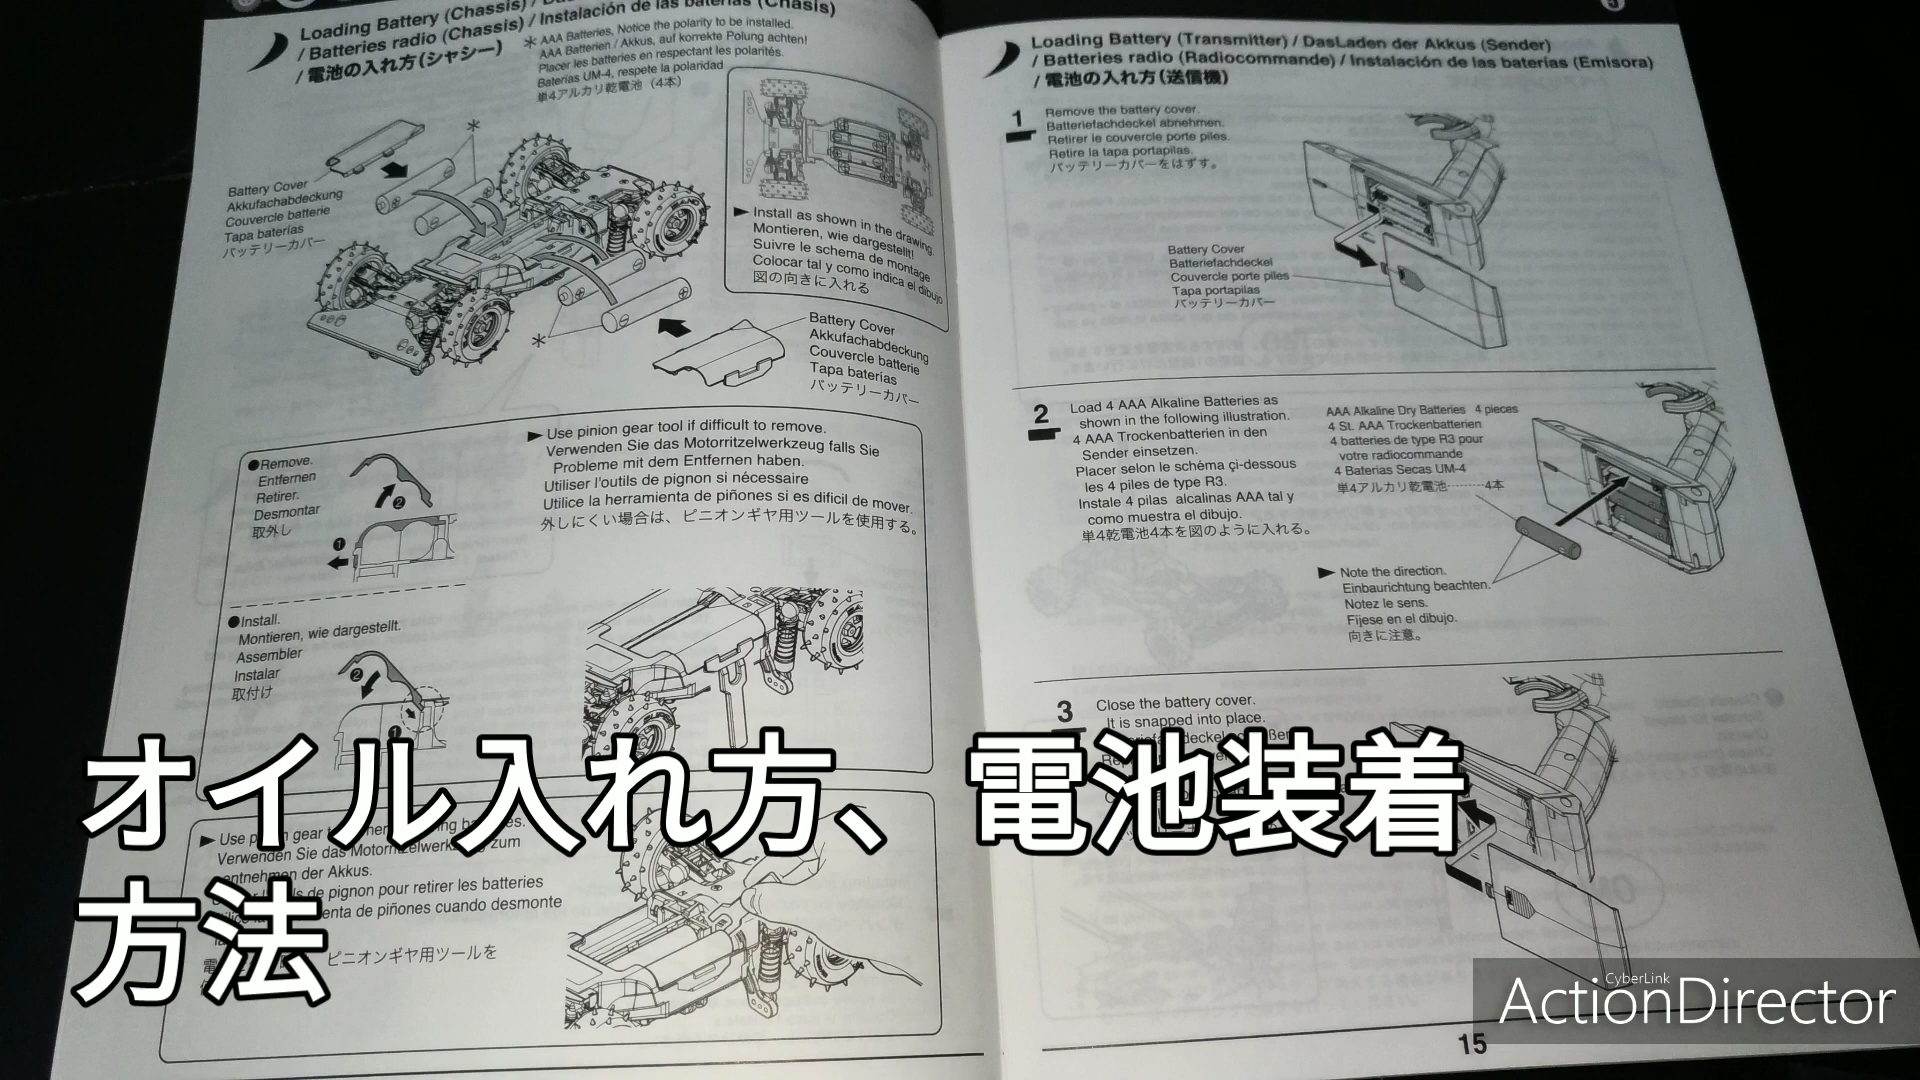 Loading Battery (Chassis) /
/ Batteries radio (Chassis) / Instalación de las baterías (Chasis)
/ 電池の入れ方(シャシー)
* AAA Batteries, Notice the polarity to be installed.
AAA Batterien / Akkus, auf korrekte Polung achten!
Placer les batteries en respectant les polarités.
Baterias UM-4, respete la polaridad
単4アルカリ乾電池（4本）
Battery Cover
Akkufachabdeckung
Couvercle batterie
Tapa baterías
バッテリーカバー
* 
▶ Install as shown in the drawing.
Montieren, wie dargestellt!
Suivre le schema de montage
Colocar tal y como indica el dibujo
図の向きに入れる
*
Battery Cover
Akkufachabdeckung
Couvercle batterie
Tapa baterías
バッテリーカバー
●Remove.
Entfernen
Retirer.
Desmontar
取外し
❷
❶
▶ Use pinion gear tool if difficult to remove.
Verwenden Sie das Motorritzelwerkzeug falls Sie
Probleme mit dem Entfernen haben.
Utiliser l'outils de pignon si nécessaire
Utilice la herramienta de piñones si es dificil de mover.
外しにくい場合は、ピニオンギヤ用ツールを使用する。
●Install.
Montieren, wie dargestellt.
Assembler
Instalar
取付け
❷
❶
▶ Use pinion gear
Verwenden Sie das zum
entnehmen der Akkus.
de pignon pour retirer les batteries
de piñones cuando desmonte
ピニオンギヤ用ツールを
Loading Battery (Transmitter) / DasLaden der Akkus (Sender)
/ Batteries radio (Radiocommande) / Instalación de las baterías (Emisora)
/ 電池の入れ方(送信機)
1
Remove the battery cover.
Batteriefachdeckel abnehmen.
Retirer le couvercle porte piles.
Retire la tapa portapilas.
バッテリーカバーをはずす。
Battery Cover
Batteriefachdeckel
Couvercle porte piles
Tapa portapilas
バッテリーカバー
2
Load 4 AAA Alkaline Batteries as
shown in the following illustration.
4 AAA Trockenbatterien in den
Sender einsetzen.
Placer selon le schéma çi-dessous
les 4 piles de type R3.
Instale 4 pilas alcalinas AAA tal y
como muestra el dibujo.
単4乾電池4本を図のように入れる。
AAA Alkaline Dry Batteries 4 pieces
4 St. AAA Trockenbatterien
4 batteries de type R3 pour
votre radiocommande
4 Baterias Secas UM-4
単4アルカリ乾電池………4本
▶ Note the direction.
Einbaurichtung beachten.
Notez le sens.
Fíjese en el dibujo.
向きに注意。
3
Close the battery cover.
It is snapped into place.
オイル入れ方、電池装着
方法
15
CyberLink
ActionDirector